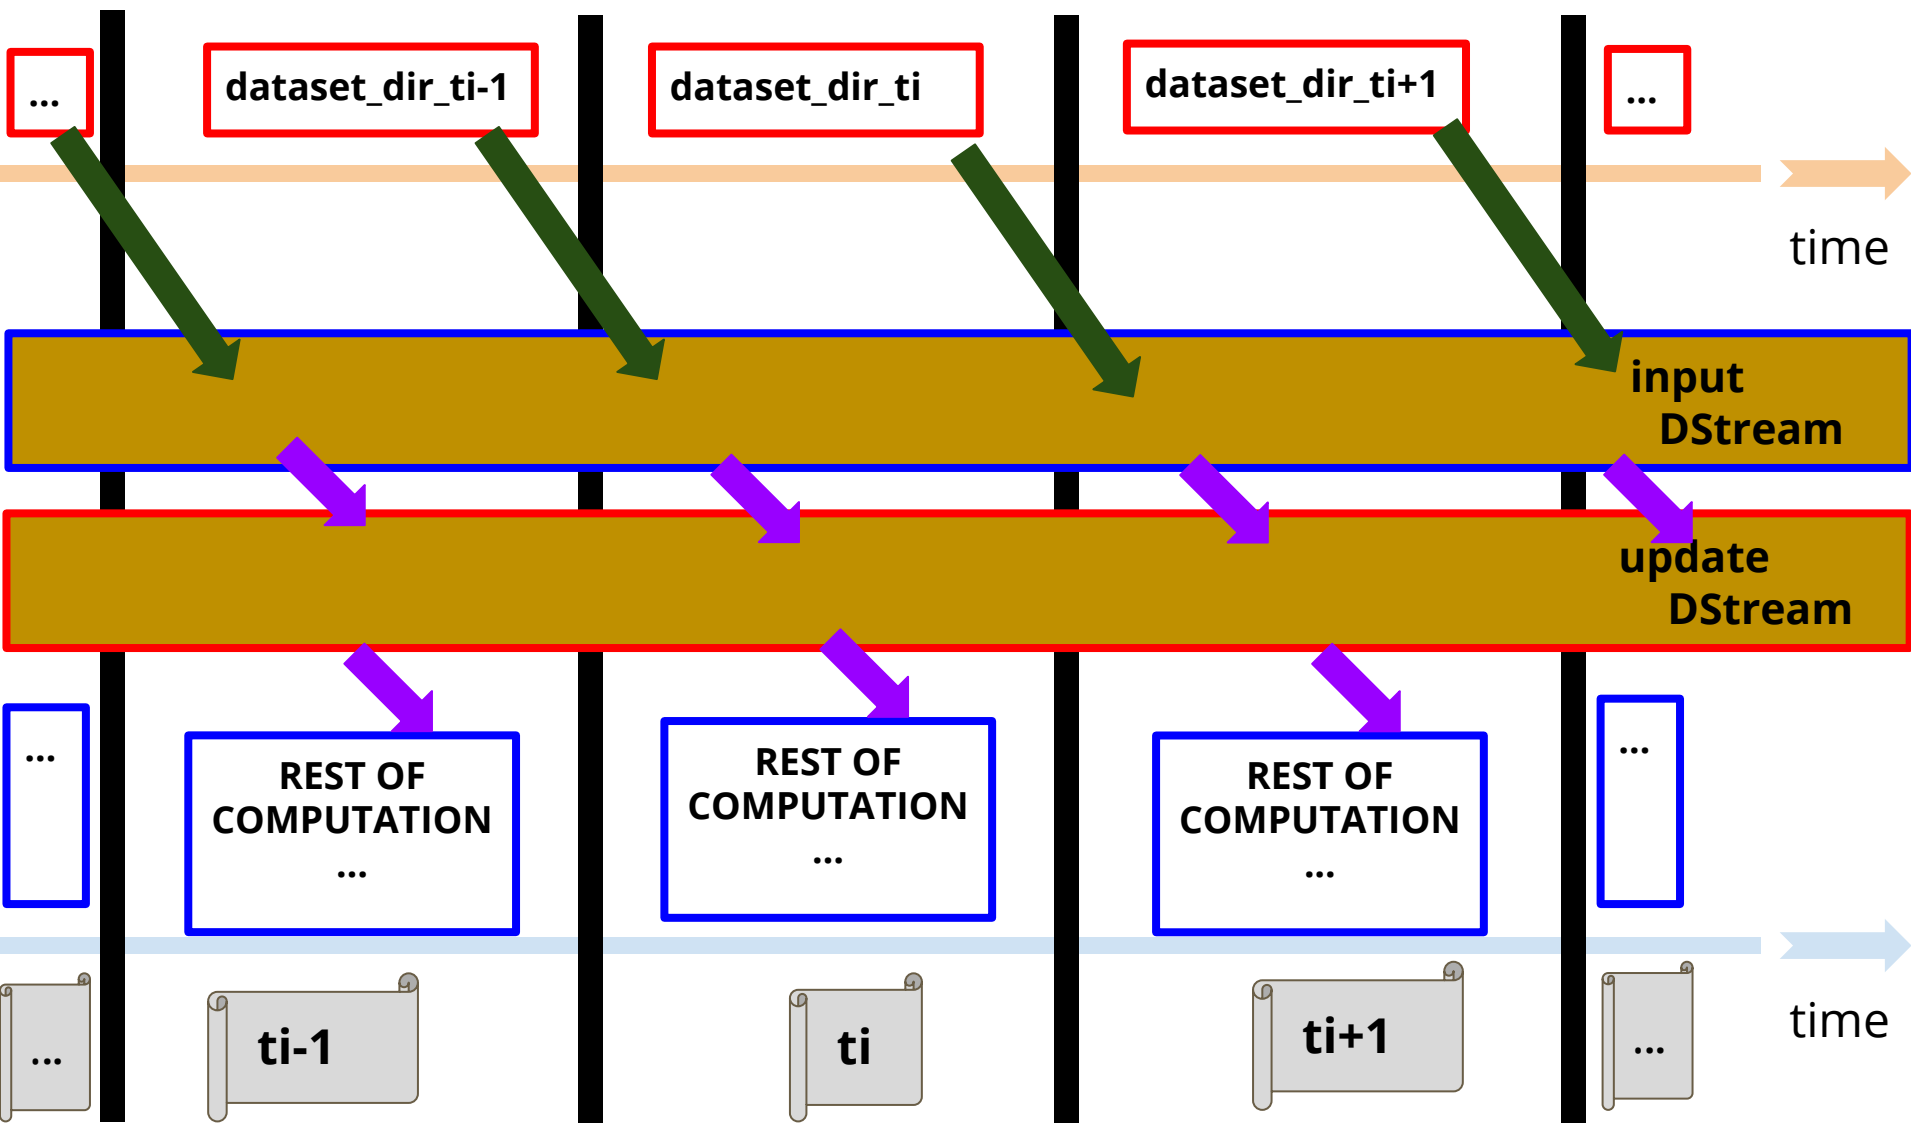 ...
dataset_dir_ti-1
dataset_dir_ti
dataset_dir_ti+1
...
time
input
DStream
update
DStream
...
REST OF
COMPUTATION
...
REST OF
COMPUTATION
...
REST OF
COMPUTATION
...
...
...
ti-1
ti
ti+1
...
time